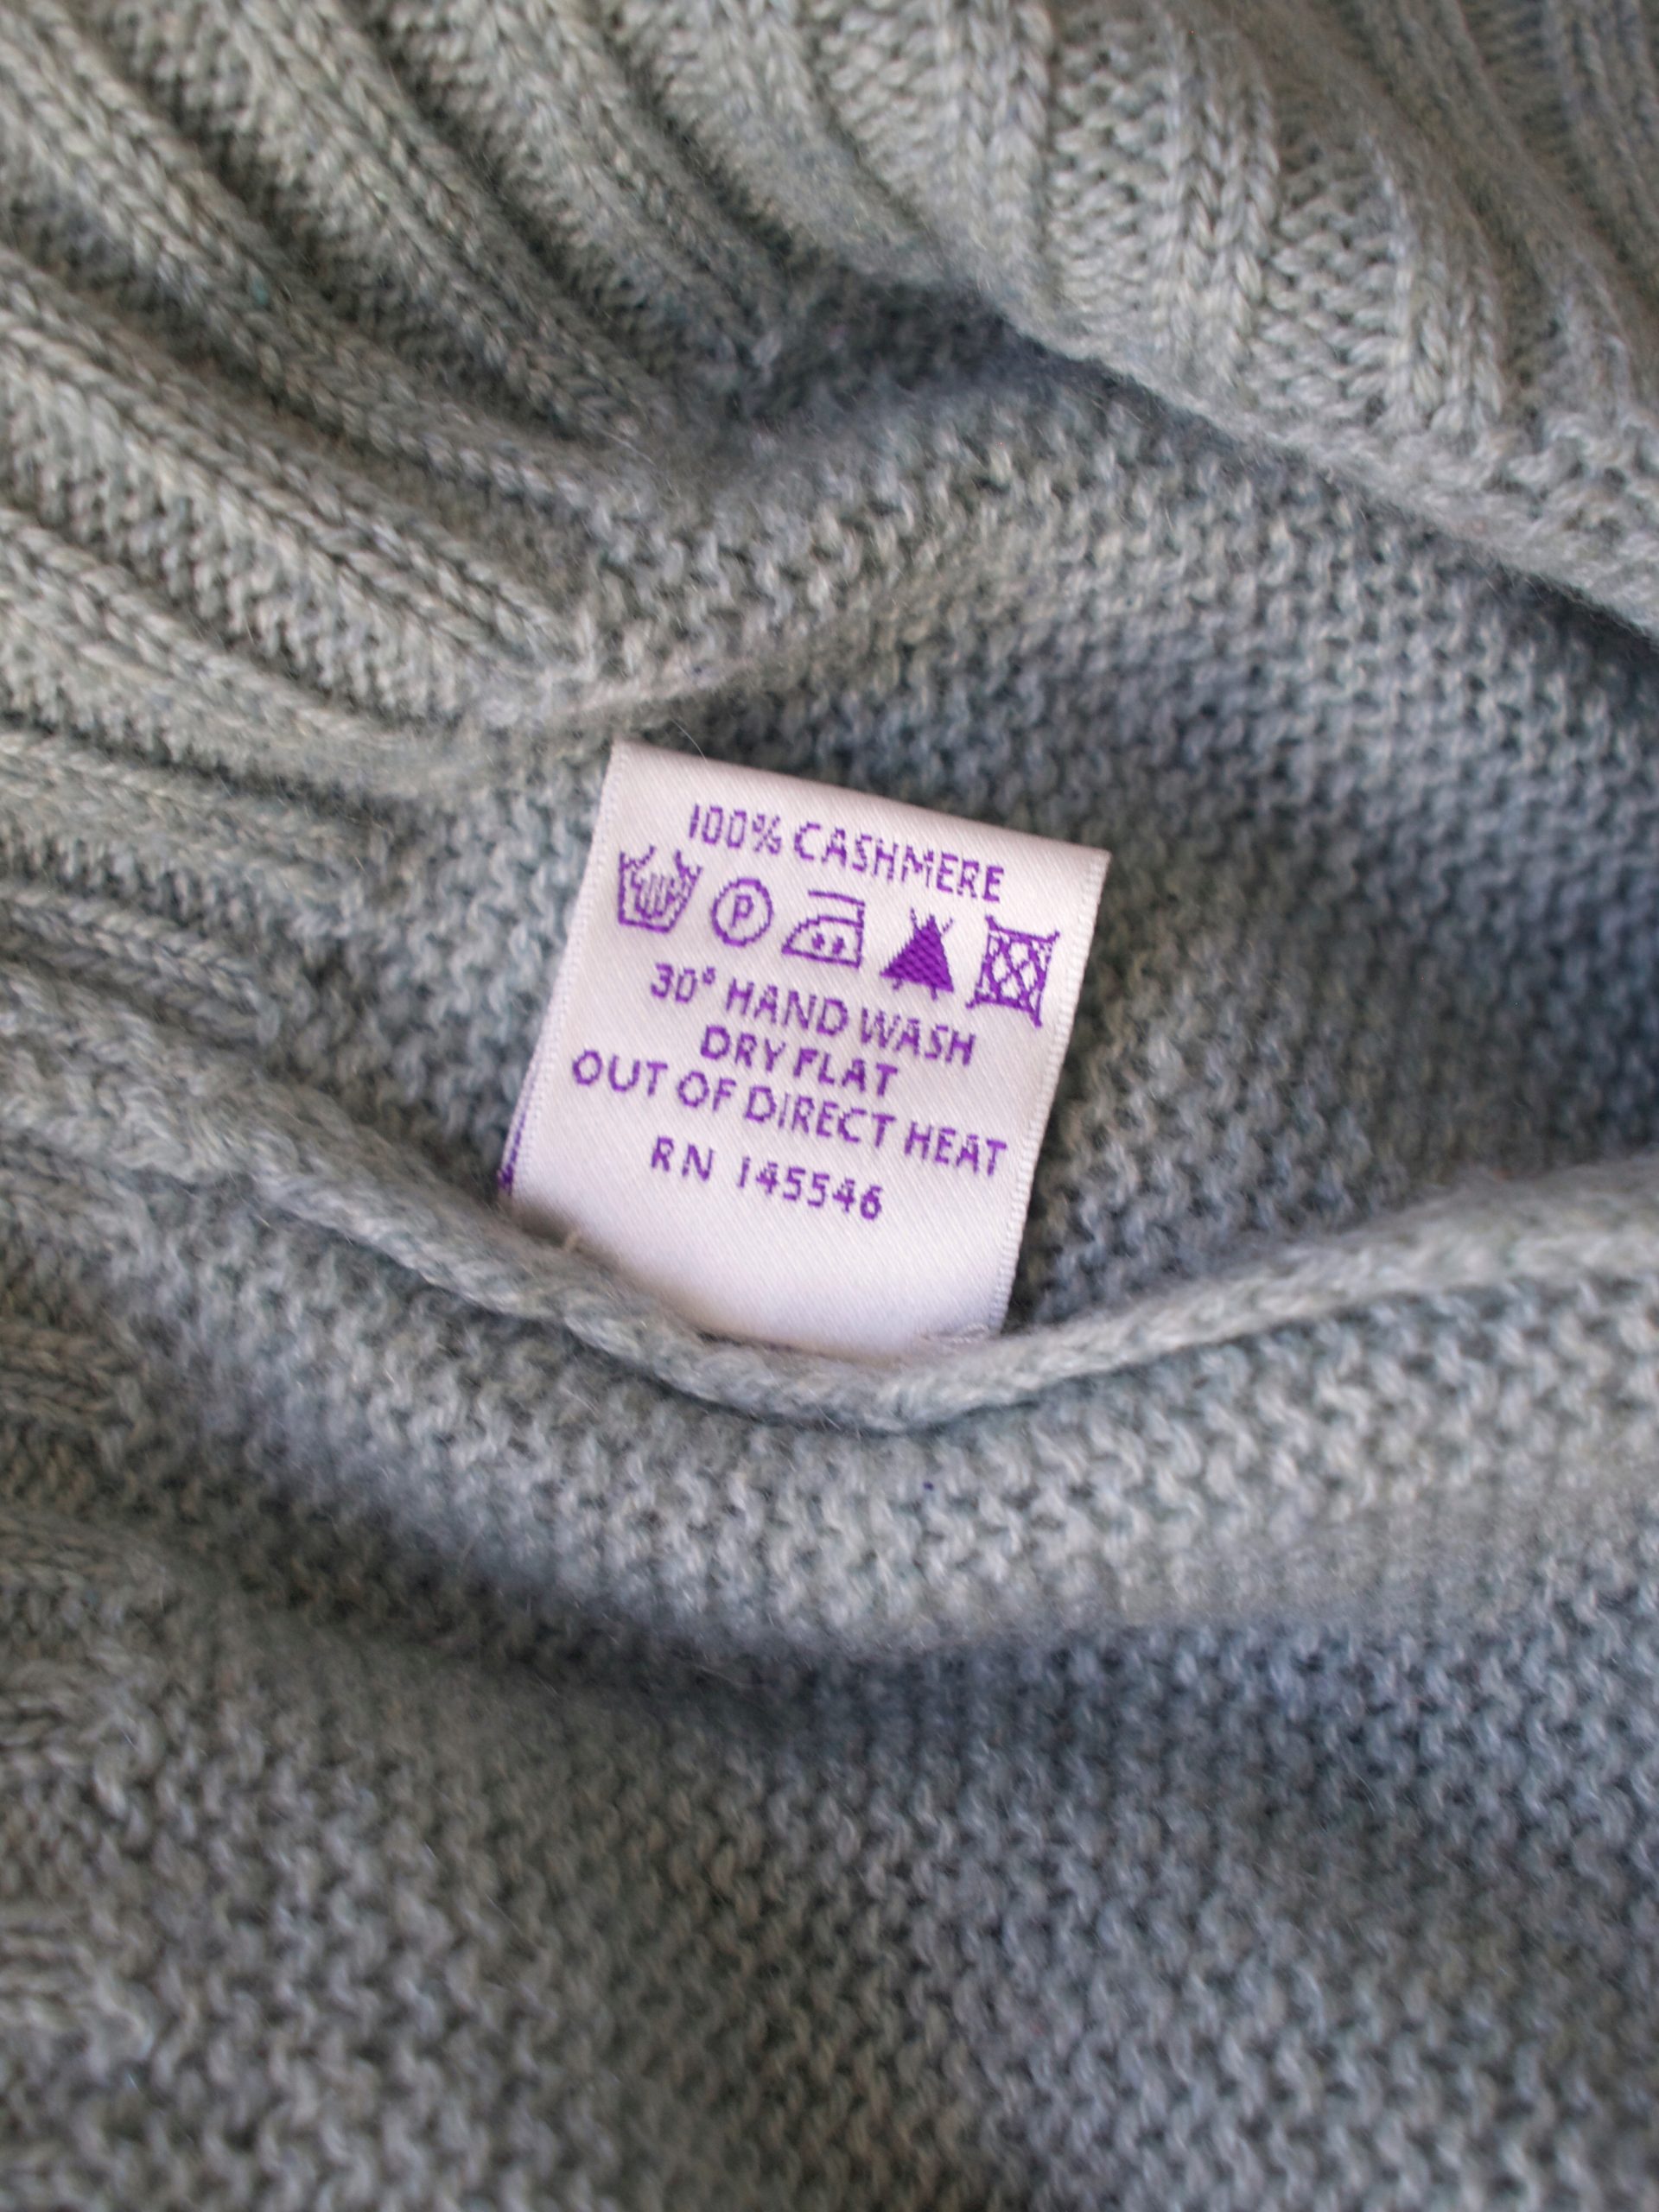 100% CASHMERE
P
30° HAND WASH
DRY FLAT
OUT OF DIRECT HEAT
RN 145546